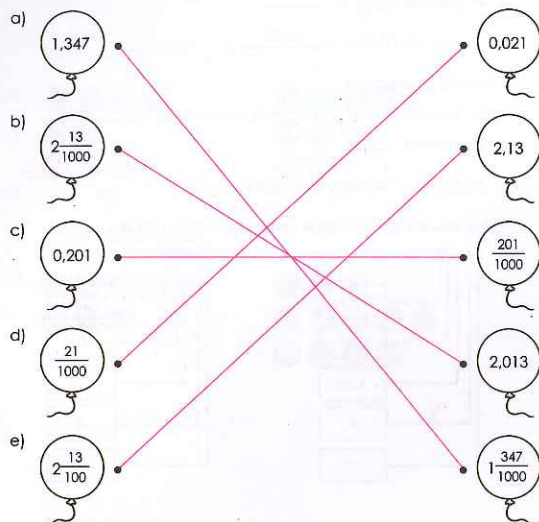 a) 1,347 0,021
b) 2 13/1000 2,13
c) 0,201 201/1000
d) 21/1000 2,013
e) 2 13/100 1 347/1000